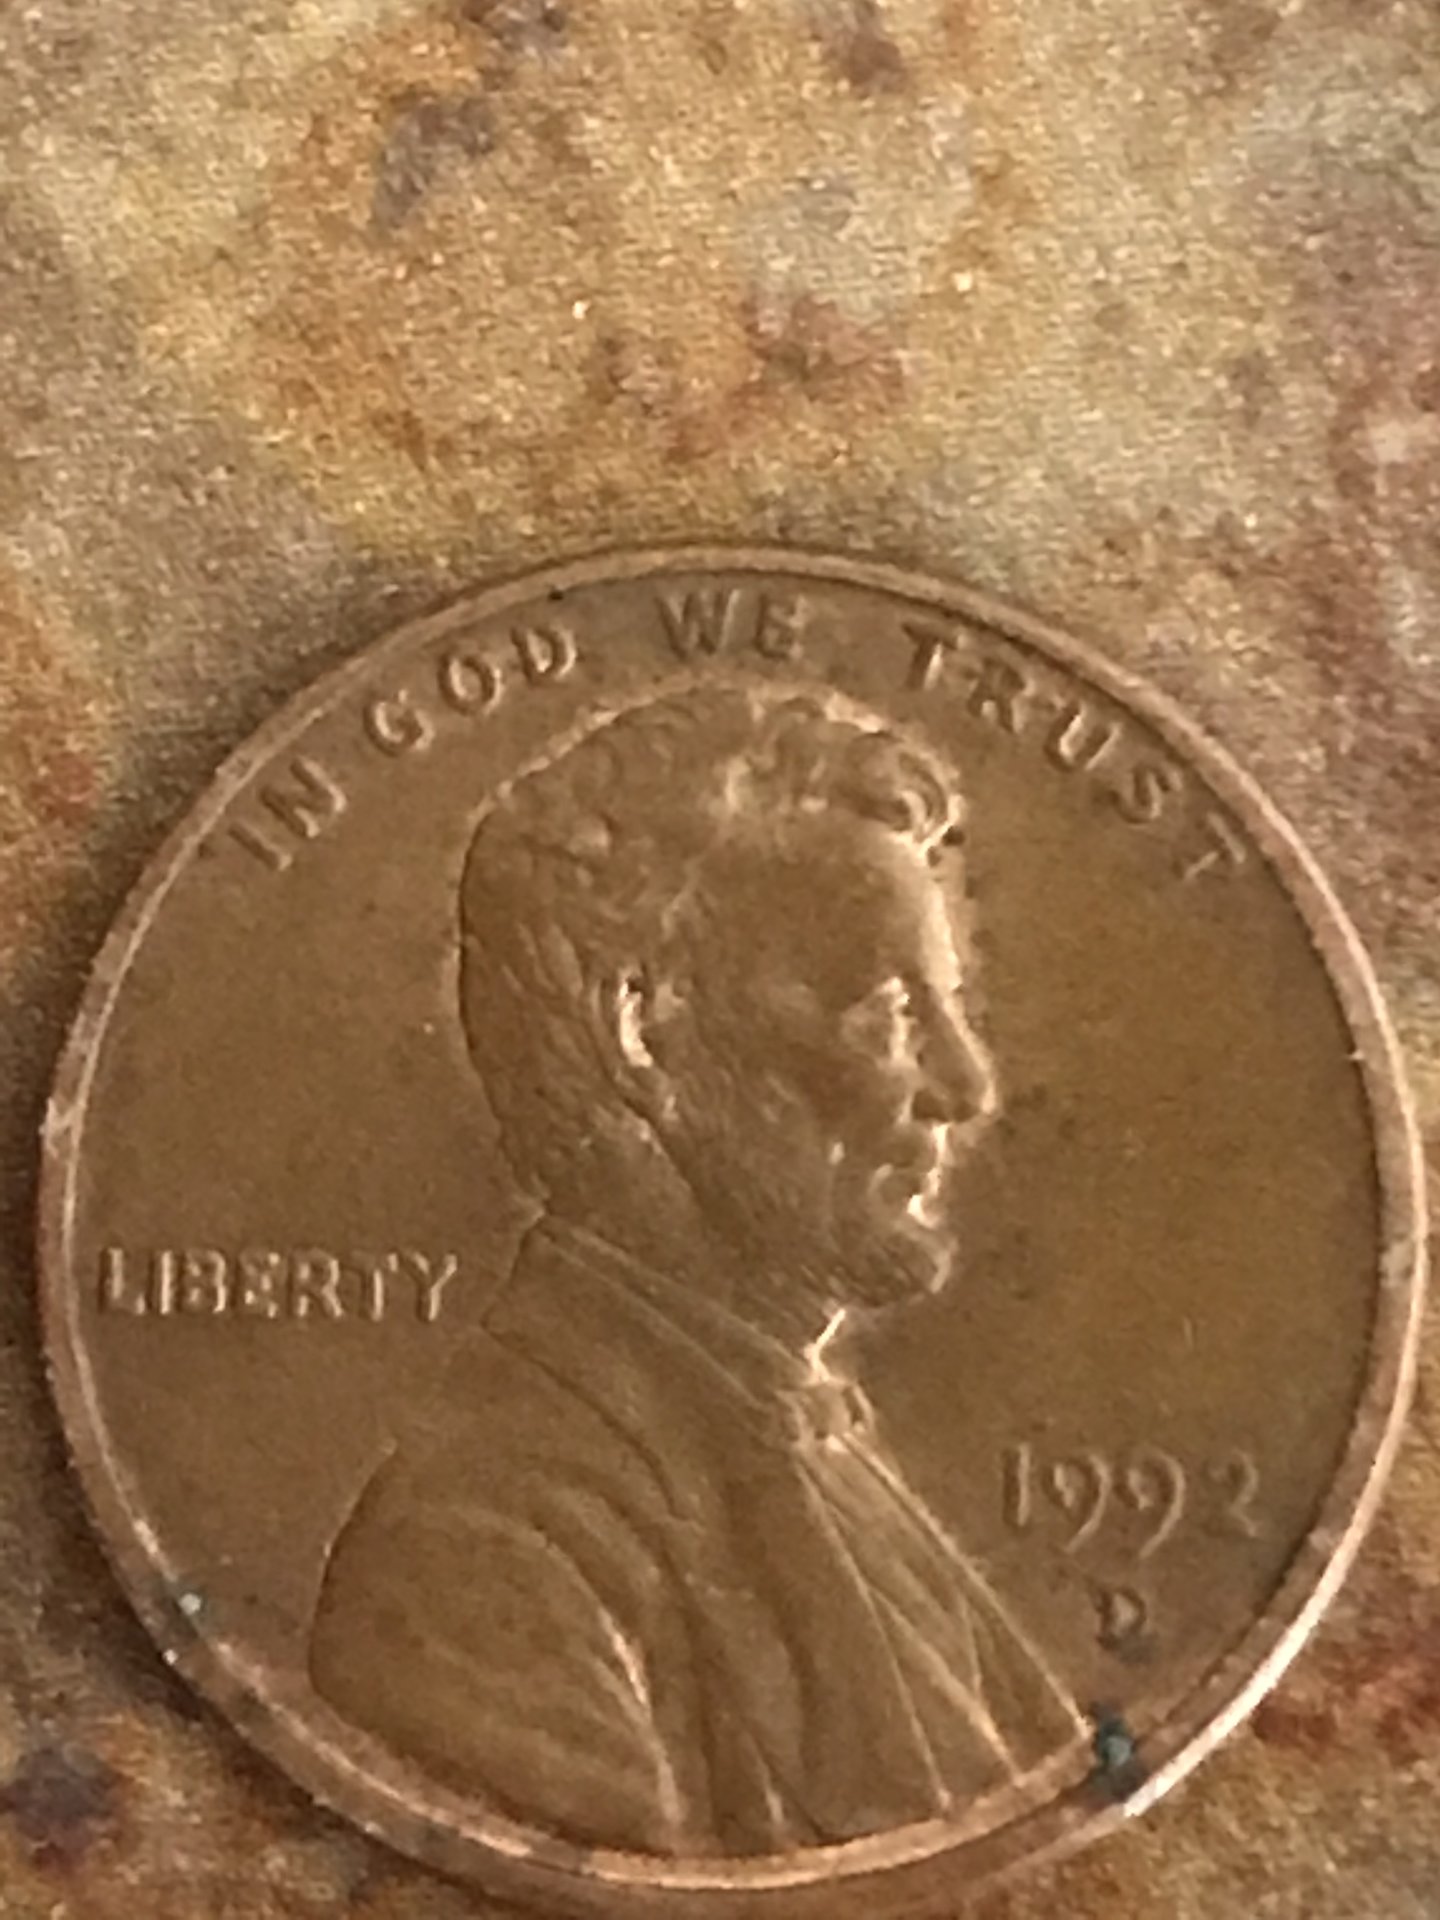 IN GOD WE TRUST
LIBERTY
1992
D